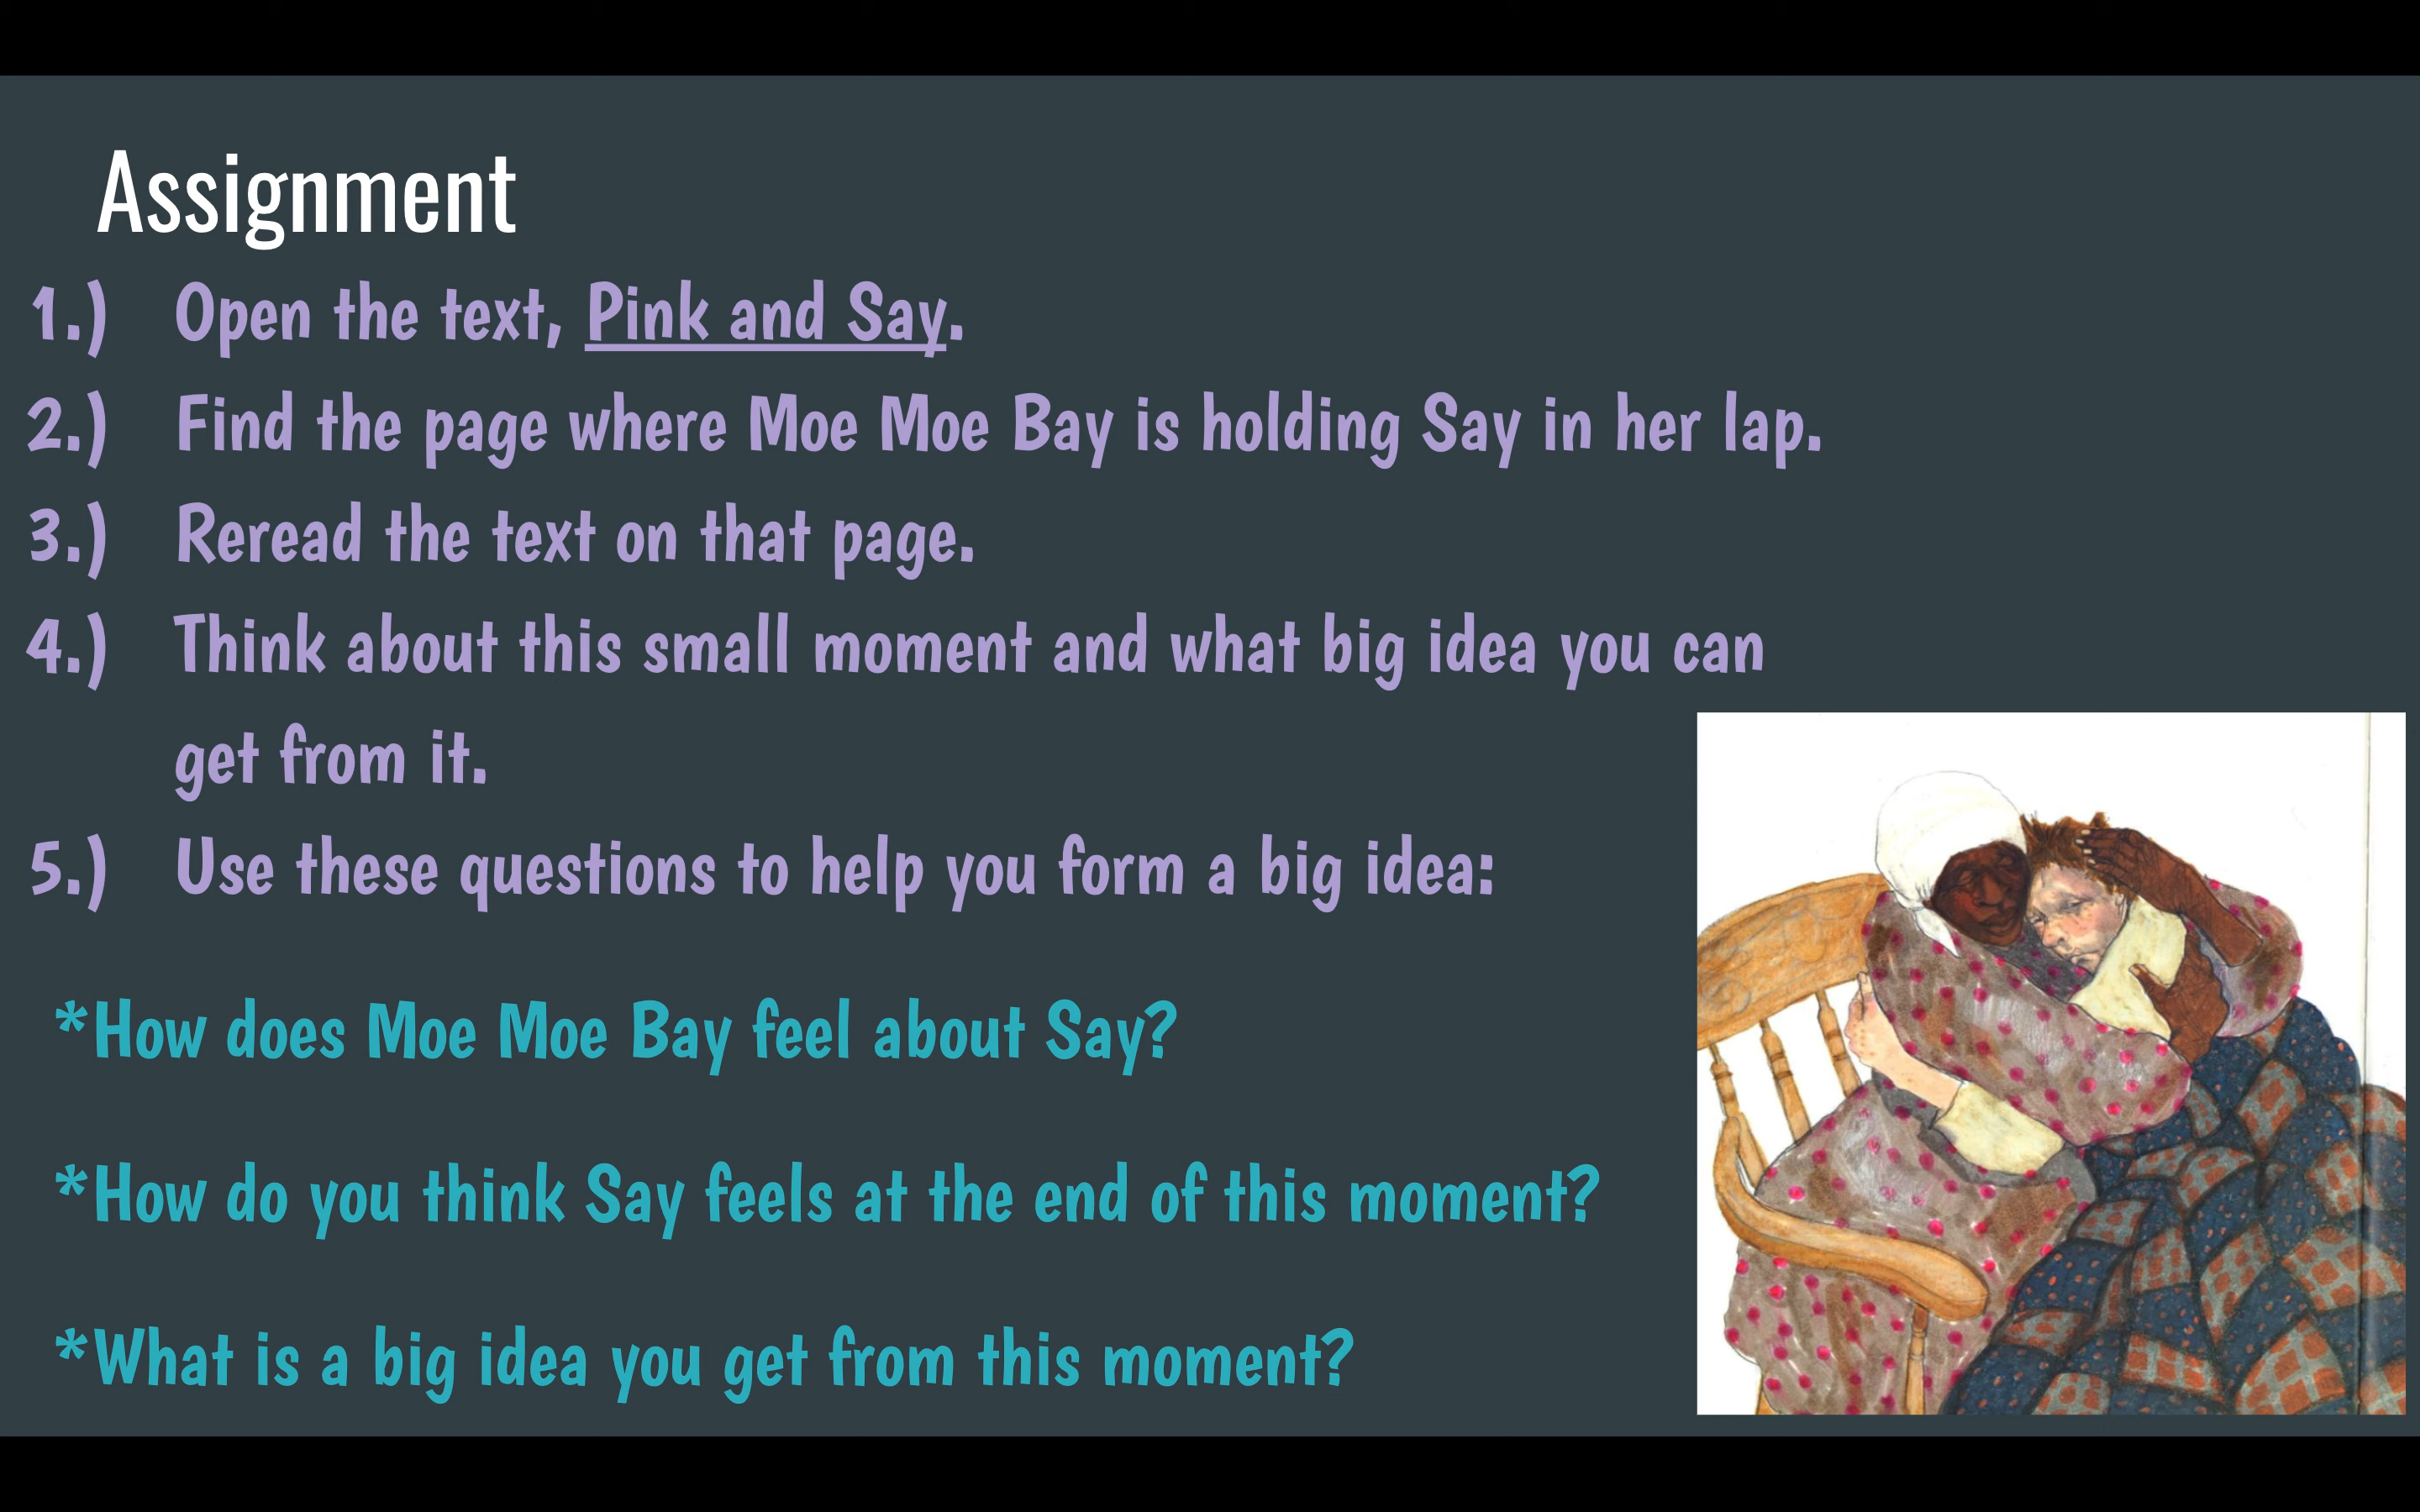 Assignment
1.) Open the text, Pink and Say.
2.) Find the page where Moe Moe Bay is holding Say in her lap.
3.) Reread the text on that page.
4.) Think about this small moment and what big idea you can
get from it.
5.) Use these questions to help you form a big idea:
*How does Moe Moe Bay feel about Say?
*How do you think Say feels at the end of this moment?
*What is a big idea you get from this moment?